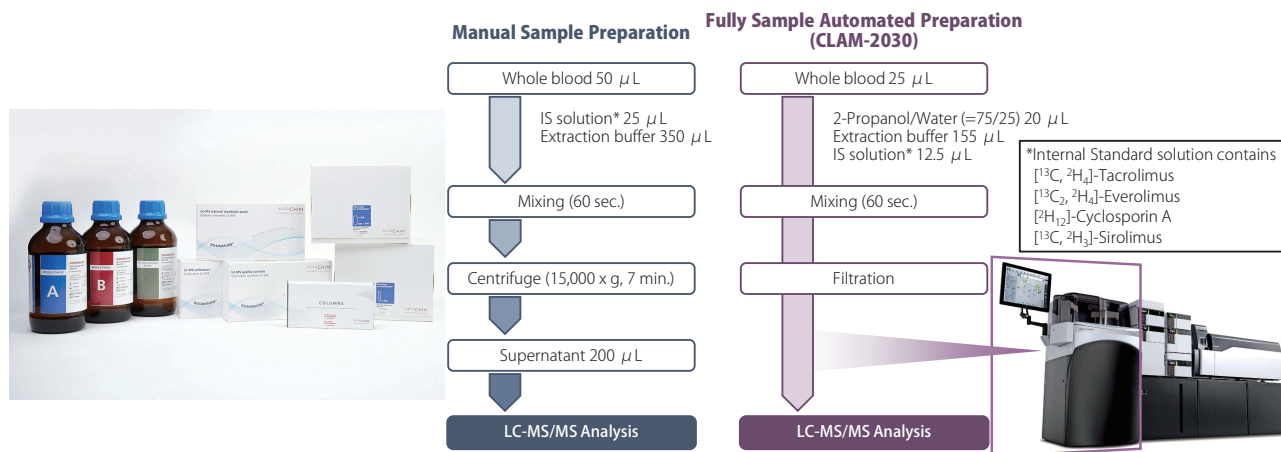 Manual Sample Preparation
Whole blood 50 μL
IS solution* 25 μL
Extraction buffer 350 μL
Mixing (60 sec.)
Centrifuge (15,000 x g, 7 min.)
Supernatant 200 μL
LC-MS/MS Analysis
Fully Sample Automated Preparation
(CLAM-2030)
Whole blood 25 μL
2-Propanol/Water (=75/25) 20 μL
Extraction buffer 155 μL
IS solution* 12.5 μL
Mixing (60 sec.)
Filtration
LC-MS/MS Analysis
*Internal Standard solution contains
[¹³C, ²H₄]-Tacrolimus
[¹³C₂, ²H₄]-Everolimus
[²H₁₂]-Cyclosporin A
[¹³C, ²H₃]-Sirolimus
A
B
COLUMNS